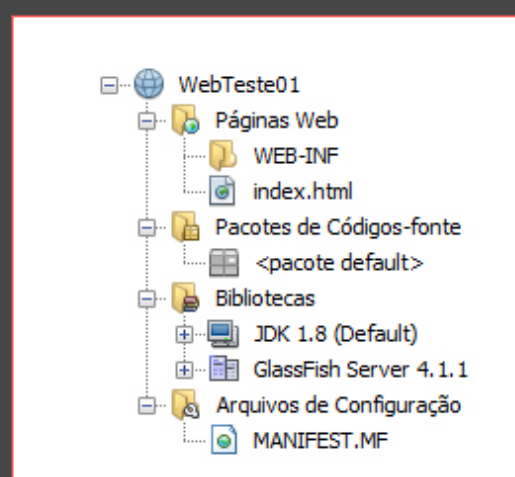 WebTeste01
Páginas Web
WEB-INF
index.html
Pacotes de Códigos-fonte
<pacote default>
Bibliotecas
JDK 1.8 (Default)
GlassFish Server 4.1.1
Arquivos de Configuração
MANIFEST.MF